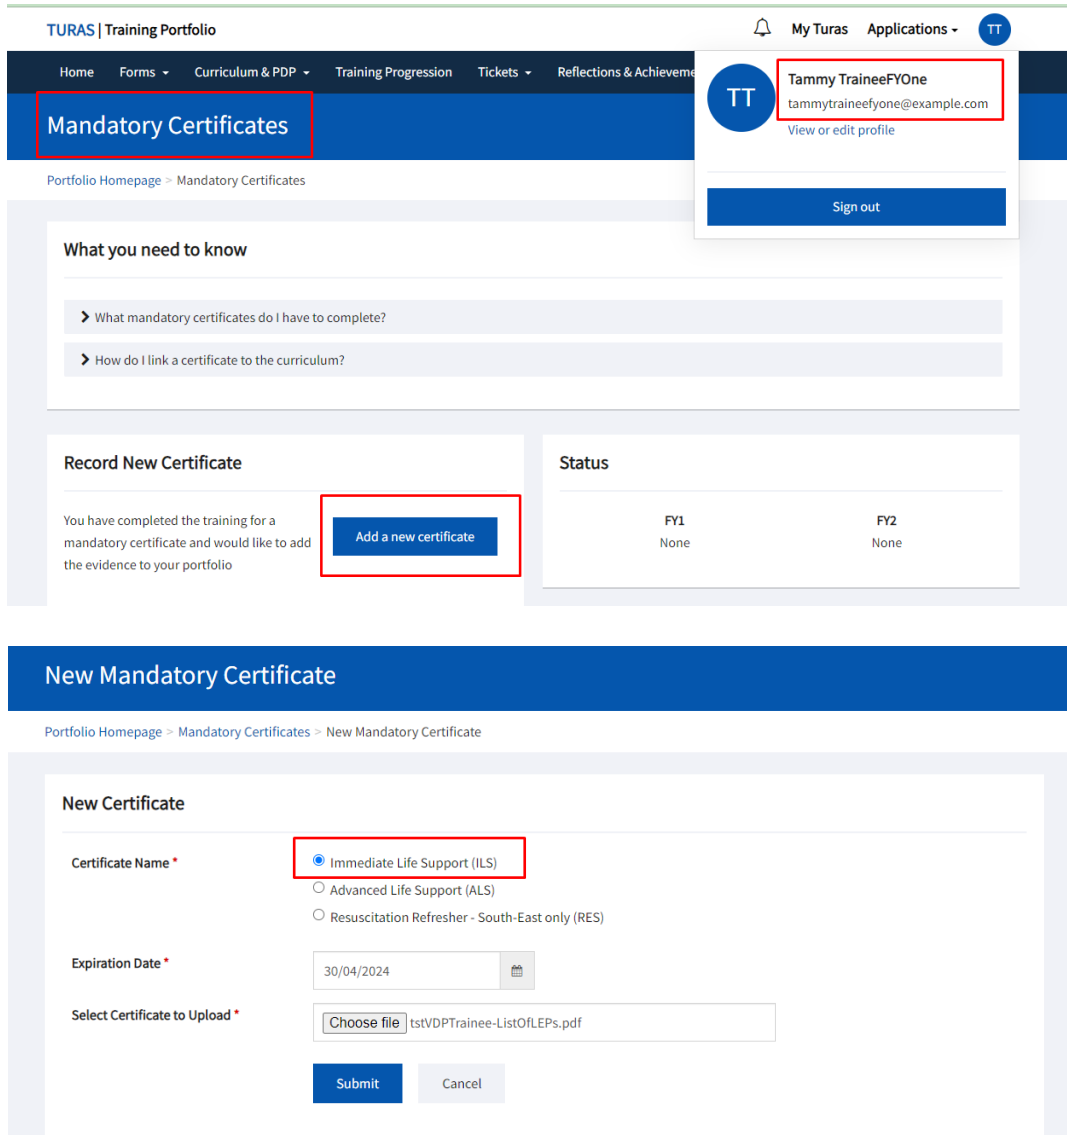 TURAS | Training Portfolio
My Turas Applications
TT
Home Forms Curriculum & PDP Training Progression Tickets Reflections & Achieveme
TT
Tammy TraineeFYOne
tammytraineefyone@example.com
View or edit profile
Sign out
Mandatory Certificates
Portfolio Homepage > Mandatory Certificates
What you need to know
What mandatory certificates do I have to complete?
How do I link a certificate to the curriculum?
Record New Certificate
You have completed the training for a
mandatory certificate and would like to add
the evidence to your portfolio
Add a new certificate
Status
FY1 FY2
None None
New Mandatory Certificate
Portfolio Homepage > Mandatory Certificates > New Mandatory Certificate
New Certificate
Certificate Name *
Immediate Life Support (ILS)
Advanced Life Support (ALS)
Resuscitation Refresher - South-East only (RES)
Expiration Date *
30/04/2024
Select Certificate to Upload *
Choose file tstVDPTrainee-ListOfLEPs.pdf
Submit Cancel